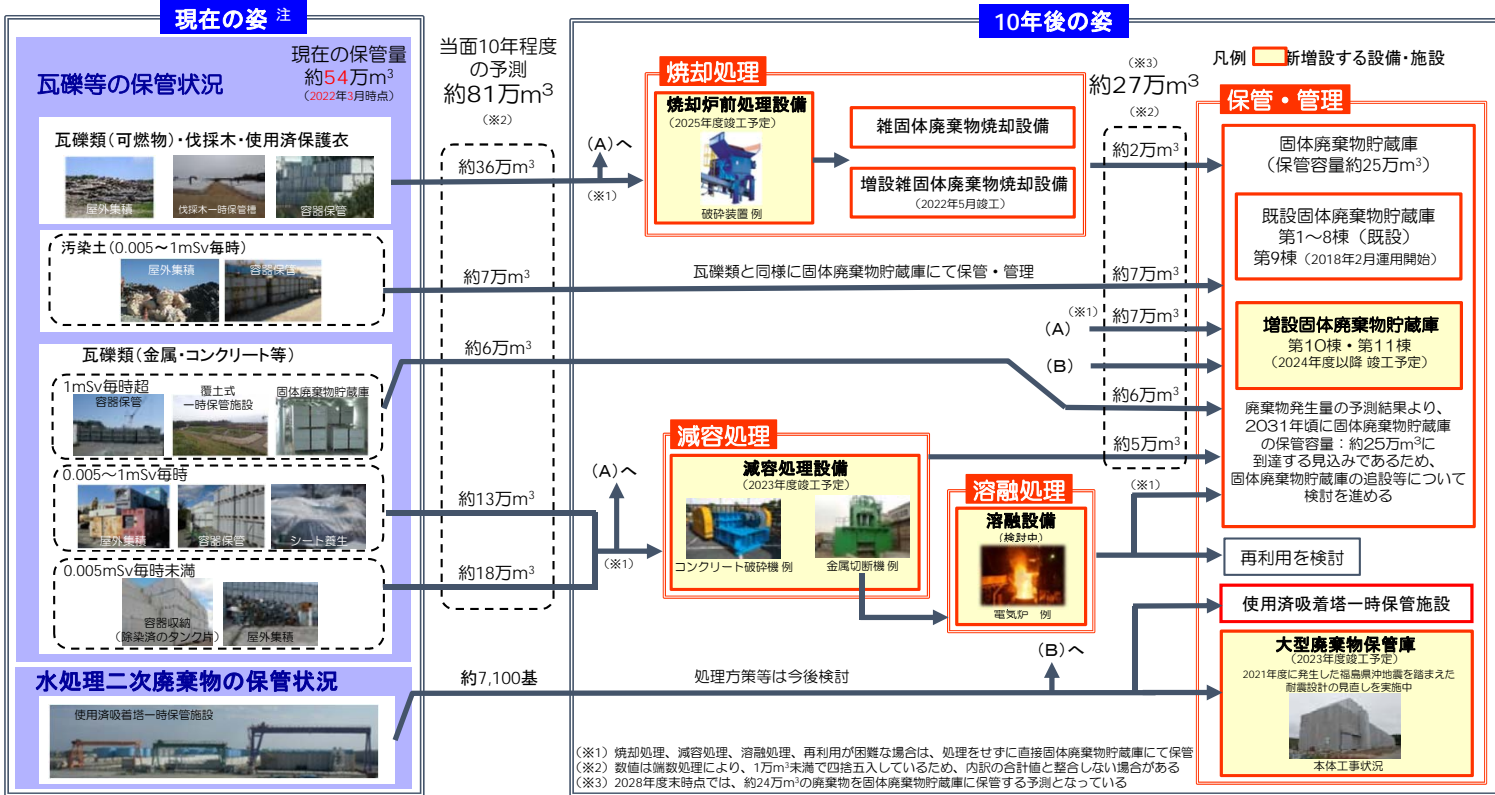 現在の姿 注
瓦礫等の保管状況
現在の保管量
約54万m³
(2022年3月時点)
瓦礫類(可燃物)・伐採木・使用済保護衣
屋外集積
伐採木一時保管槽
容器保管
汚染土(0.005～1mSv毎時)
屋外集積
容器保管
瓦礫類(金属・コンクリート等)
1mSv毎時超
容器保管
覆土式
一時保管施設
固体廃棄物貯蔵庫
0.005～1mSv毎時
屋外集積
容器保管
シート養生
0.005mSv毎時未満
容器収納
(除染済のタンク片)
屋外集積
水処理二次廃棄物の保管状況
使用済吸着塔一時保管施設
当面10年程度
の予測
約81万m³
(※2)
約36万m³
約7万m³
約6万m³
約13万m³
約18万m³
約7,100基
10年後の姿
凡例 新増設する設備・施設
(A)へ
(※1)
焼却処理
焼却炉前処理設備
(2025年度竣工予定)
破砕装置 例
雑固体廃棄物焼却設備
増設雑固体廃棄物焼却設備
(2022年5月竣工)
瓦礫類と同様に固体廃棄物貯蔵庫にて保管・管理
(A)へ
(※1)
減容処理
減容処理設備
(2023年度竣工予定)
コンクリート破砕機 例
金属切断機 例
溶融処理
溶融設備
(検討中)
電気炉 例
処理方策等は今後検討
(B)へ
(※3)
約27万m³
(※2)
約2万m³
約7万m³
(※1)
(A)
約7万m³
(B)
約6万m³
約5万m³
(※1)
保管・管理
固体廃棄物貯蔵庫
(保管容量約25万m³)
既設固体廃棄物貯蔵庫
第1～8棟(既設)
第9棟(2018年2月運用開始)
増設固体廃棄物貯蔵庫
第10棟・第11棟
(2024年度以降 竣工予定)
廃棄物発生量の予測結果より、
2031年頃に固体廃棄物貯蔵庫
の保管容量：約25万m³に
到達する見込みであるため、
固体廃棄物貯蔵庫の追設等について
検討を進める
再利用を検討
使用済吸着塔一時保管施設
大型廃棄物保管庫
(2023年度竣工予定)
2021年度に発生した福島県沖地震を踏まえた
耐震設計の見直しを実施中
本体工事状況
(※1) 焼却処理、減容処理、溶融処理、再利用が困難な場合は、処理をせずに直接固体廃棄物貯蔵庫にて保管
(※2) 数値は端数処理により、1万m³未満で四捨五入しているため、内訳の合計値と整合しない場合がある
(※3) 2028年度末時点では、約24万m³の廃棄物を固体廃棄物貯蔵庫に保管する予測となっている